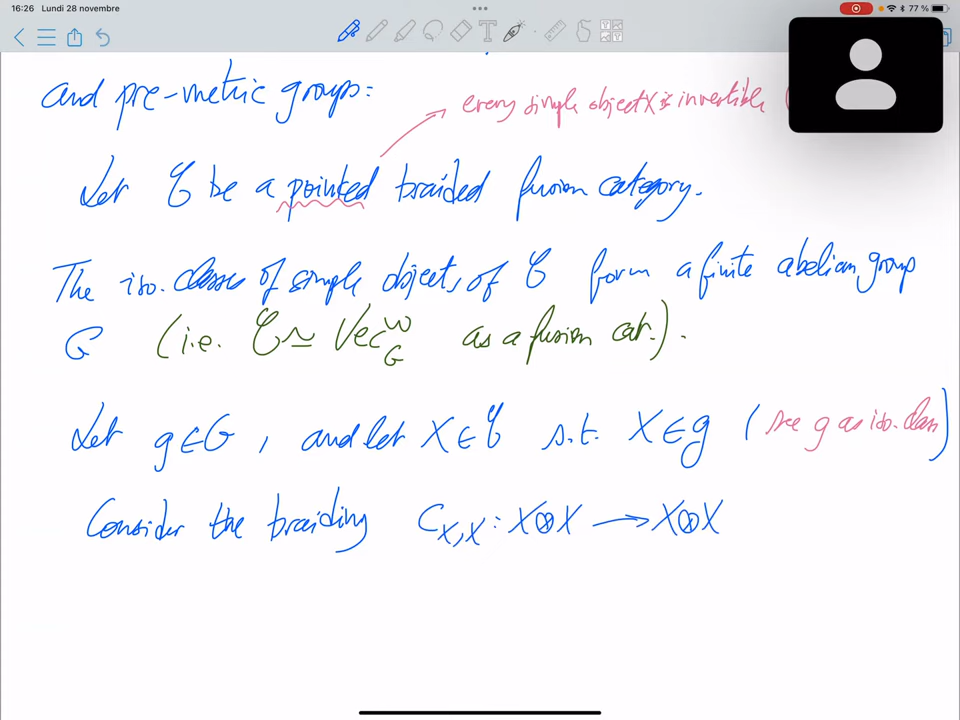 16:26 Lundi 28 novembre
77 %
and pre-metric groups:
every simple object X is invertible (
Let 𝒞 be a pointed braided fusion category.
The iso. classes of simple objects, of 𝒞 form a finite abelian group
G (i.e. 𝒞 ≃ Vec_G^ω as a fusion cat.).
Let g ∈ G, and let X ∈ 𝒞 s.t. X ∈ g (see g as iso. class)
Consider the braiding C_{X,X} : X⊗X → X⊗X